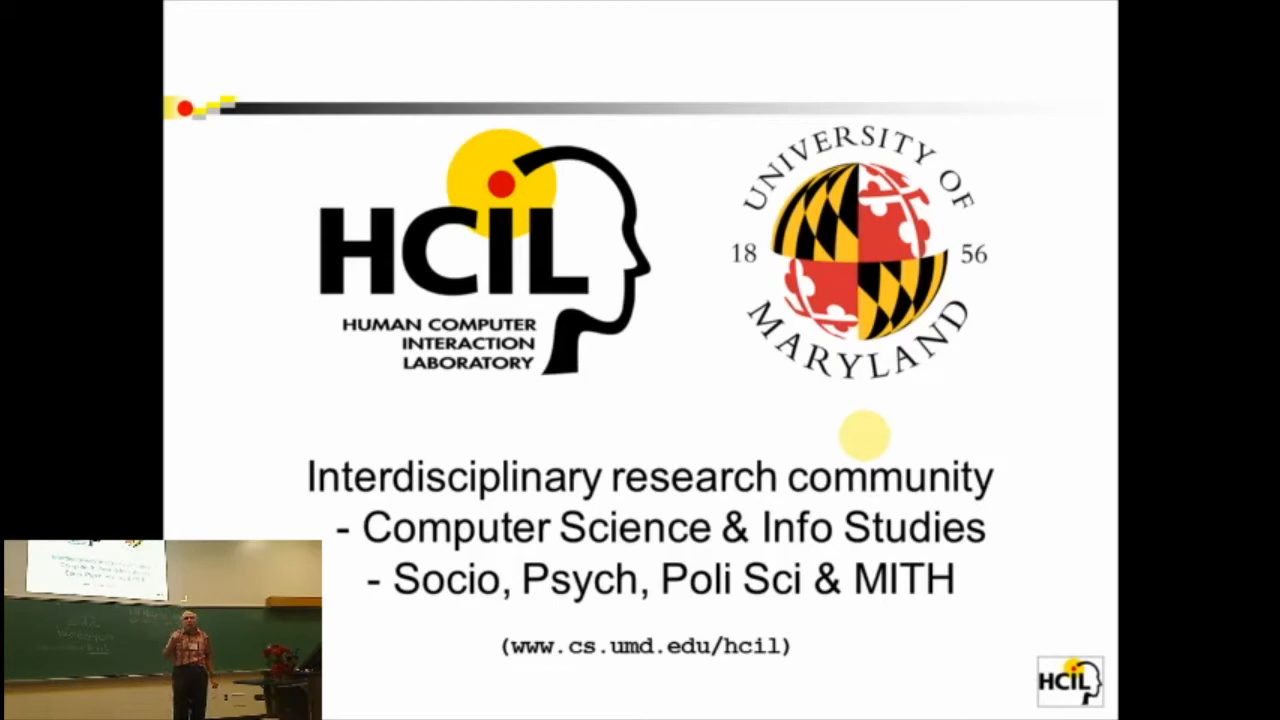 HCIL
HUMAN COMPUTER
INTERACTION
LABORATORY
UNIVERSITY OF
18 56
MARYLAND
Interdisciplinary research community
- Computer Science & Info Studies
- Socio, Psych, Poli Sci & MITH
(www.cs.umd.edu/hcil)
HCIL